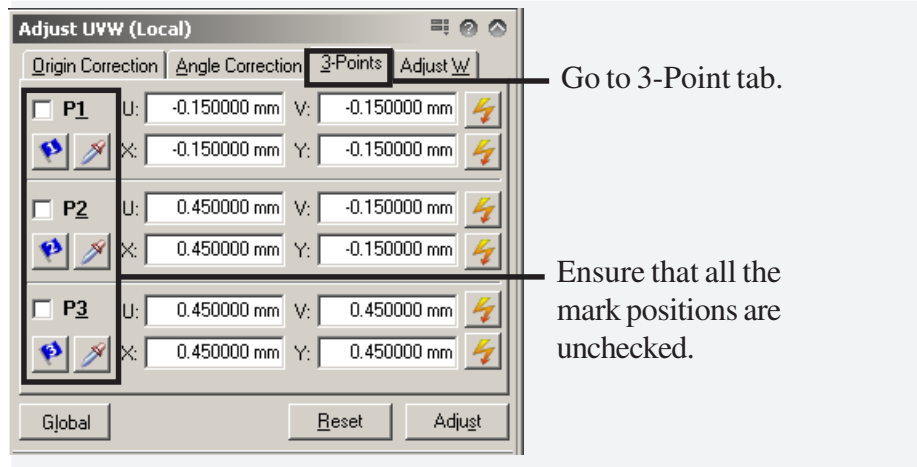 Adjust UVW (Local)
Origin Correction Angle Correction 3-Points Adjust W
Go to 3-Point tab.
P1 U: -0.150000 mm V: -0.150000 mm
1 X: -0.150000 mm Y: -0.150000 mm
P2 U: 0.450000 mm V: -0.150000 mm
2 X: 0.450000 mm Y: -0.150000 mm
Ensure that all the
mark positions are
unchecked.
P3 U: 0.450000 mm V: 0.450000 mm
3 X: 0.450000 mm Y: 0.450000 mm
Global Reset Adjust